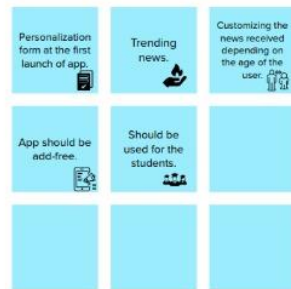 Personalization
form at the first
launch of app.
Trending
news.
Customizing the
news received
depending on
the age of the
user.
App should be
add-free.
Should be
used for the
students.